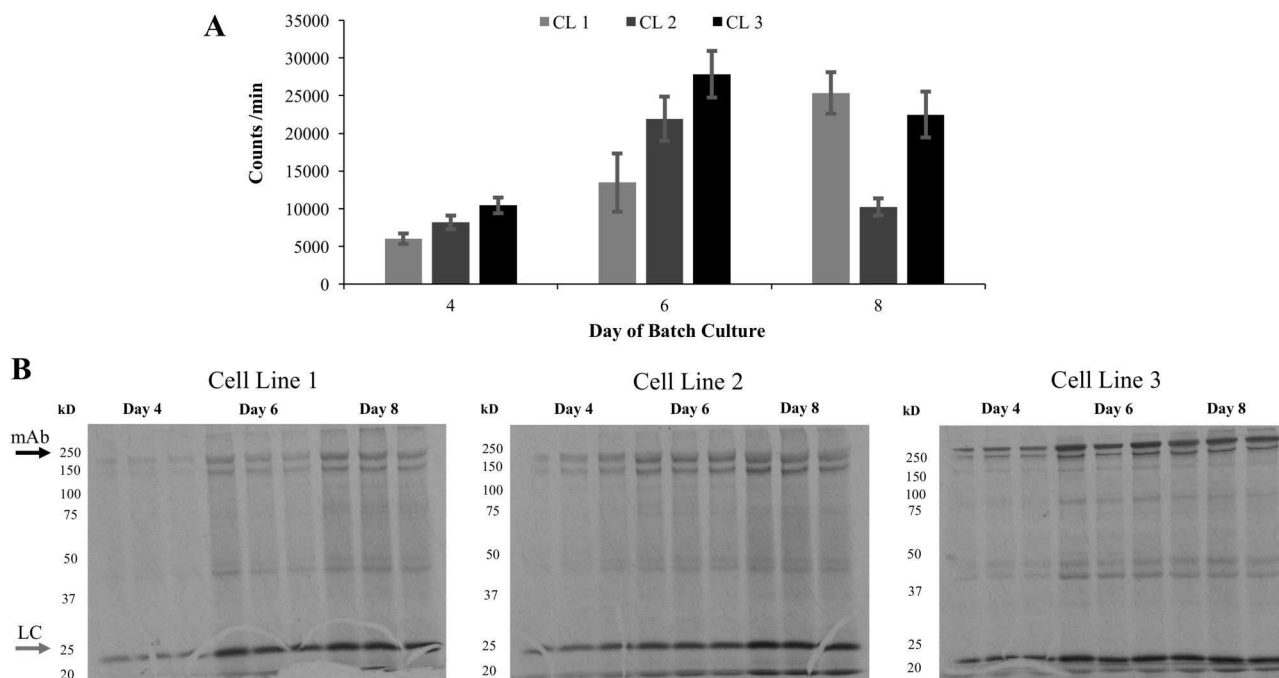 A
35000
CL 1 CL 2 CL 3
30000
25000
20000
15000
10000
5000
0
Counts /min
4 6 8
Day of Batch Culture
B
Cell Line 1
kD Day 4 Day 6 Day 8
mAb
250
150
100
75
50
37
LC
25
20
Cell Line 2
kD Day 4 Day 6 Day 8
250
150
100
75
50
37
25
20
Cell Line 3
kD Day 4 Day 6 Day 8
250
150
100
75
50
37
25
20